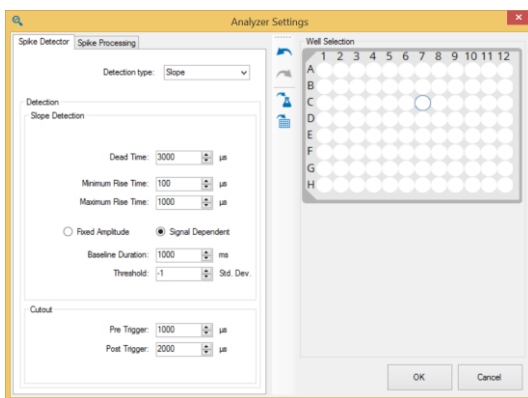 Analyzer Settings
Spike Detector Spike Processing
Detection type: Slope
Detection
Slope Detection
Dead Time: 3000 µs
Minimum Rise Time: 100 µs
Maximum Rise Time: 1000 µs
Fixed Amplitude Signal Dependent
Baseline Duration: 1000 ms
Threshold: -1 Std. Dev.
Cutout
Pre Trigger: 1000 µs
Post Trigger: 2000 µs
Well Selection
1 2 3 4 5 6 7 8 9 10 11 12
A
B
C
D
E
F
G
H
OK Cancel